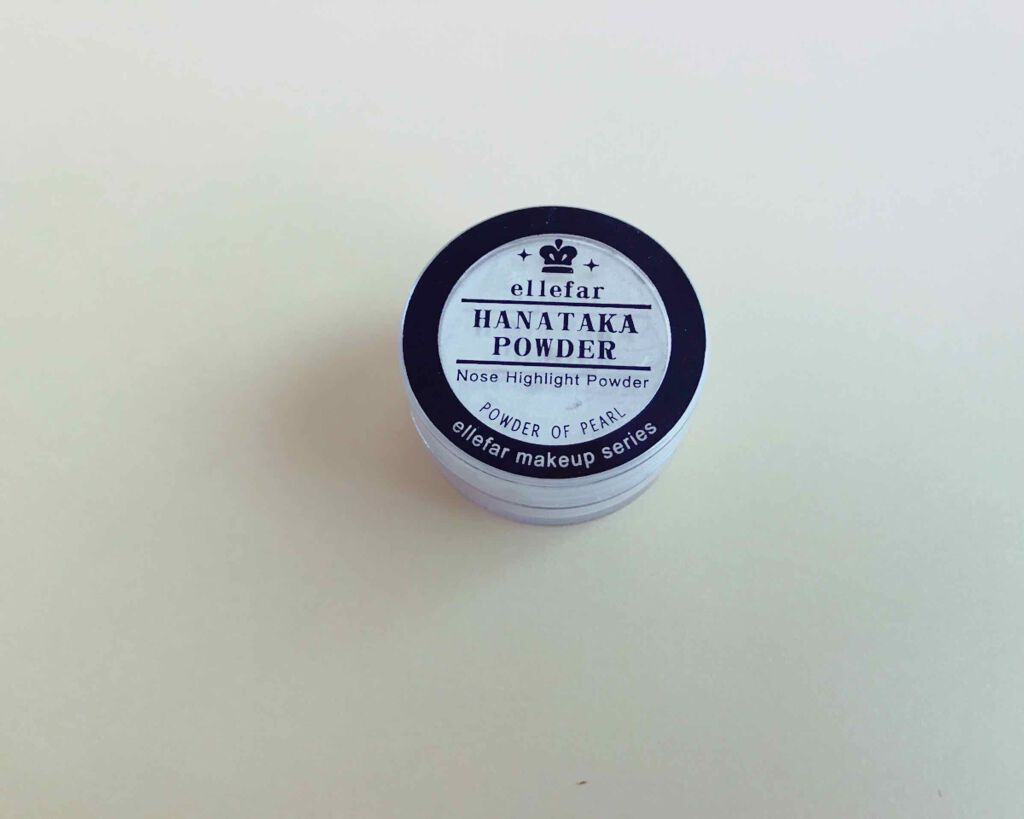 ellefar
HANATAKA
POWDER
Nose Highlight Powder
POWDER OF PEARL
ellefar makeup series